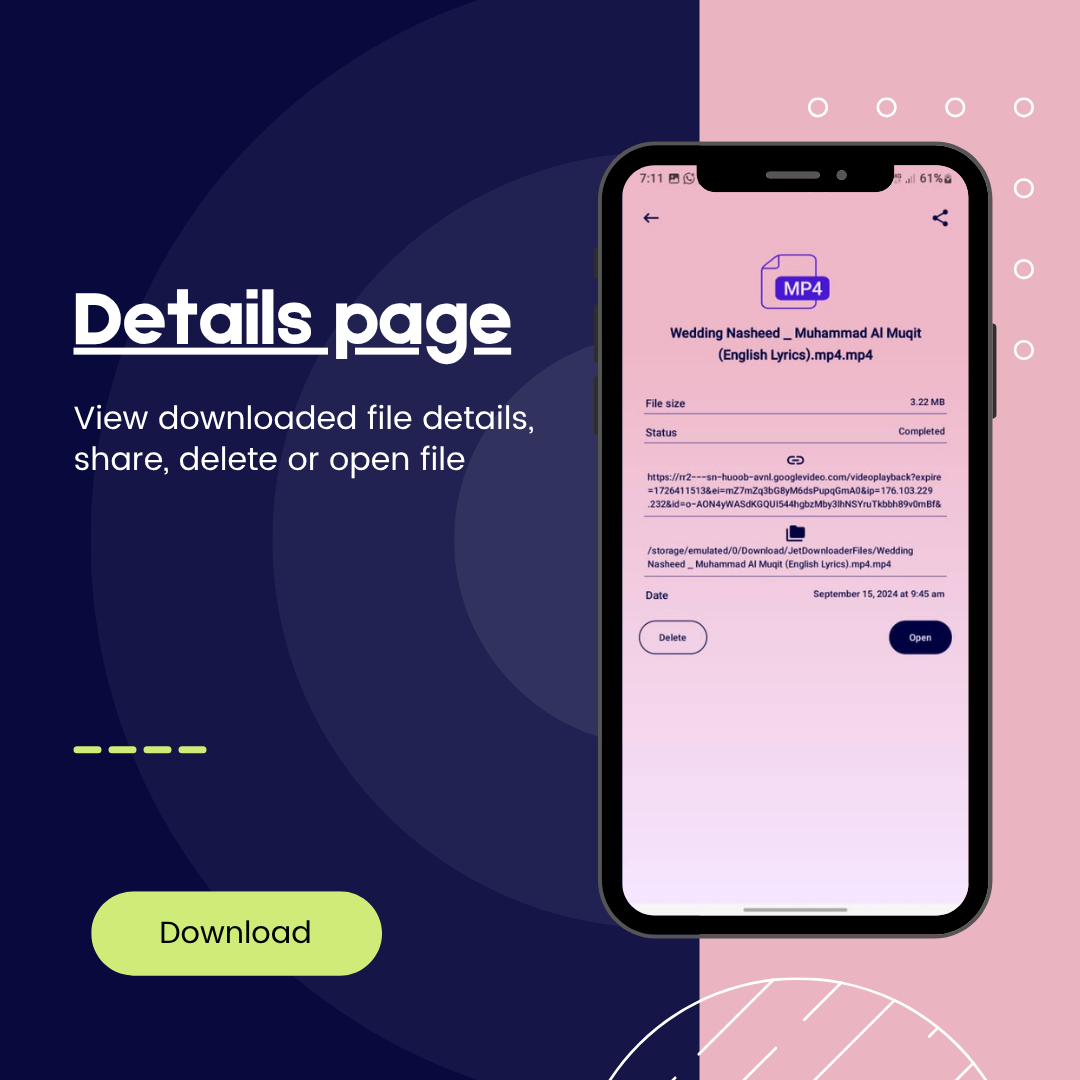 Details page
View downloaded file details,
share, delete or open file
Download
7:11
61%
MP4
Wedding Nasheed _ Muhammad Al Muqit
(English Lyrics).mp4.mp4
File size 3.22 MB
Status Completed
https://rr2---sn-huoob-avnl.googlevideo.com/videoplayback?expire
=1726411513&ei=mZ7mZq3bG8yM6dsPupqGmA0&ip=176.103.229
.232&id=o-AON4yWASdKGQUI544hgbzMby3lhNSYruTkbbh89v0mBf&
/storage/emulated/0/Download/JetDownloaderFiles/Wedding
Nasheed _ Muhammad Al Muqit (English Lyrics).mp4.mp4
Date September 15, 2024 at 9:45 am
Delete Open